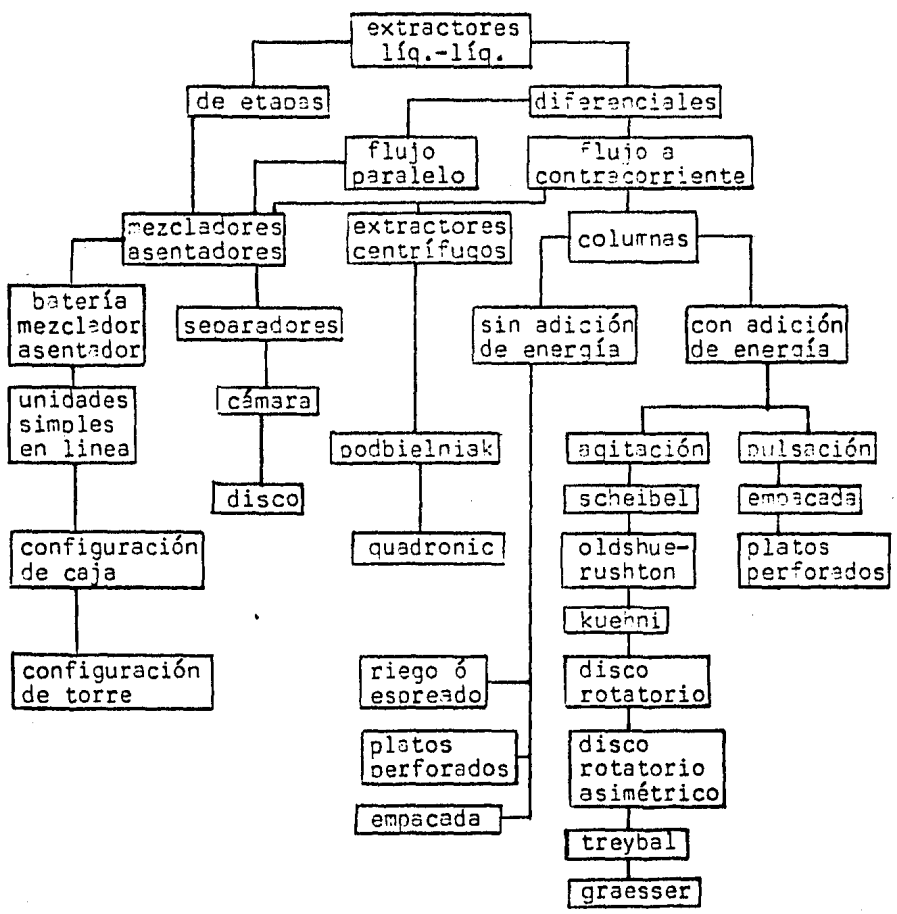 extractores
líq.-líq.
de etapas
diferenciales
flujo
paralelo
flujo a
contracorriente
mezcladores
asentadores
extractores
centrífugos
columnas
batería
mezclador
asentador
separadores
sin adición
de energía
con adición
de energía
unidades
simples
en linea
cámara
podbielniak
agitación
pulsación
disco
scheibel
empacada
configuración
de caja
quadronic
oldshue-
rushton
platos
perforados
kuehni
configuración
de torre
riego ó
espreado
disco
rotatorio
platos
perforados
disco
rotatorio
asimétrico
empacada
treybal
graesser